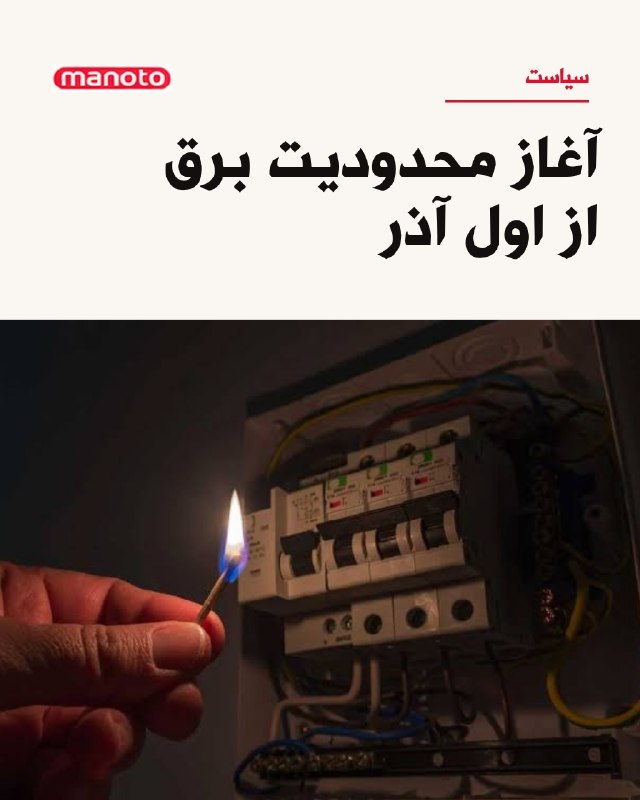 manoto
سیاست
آغاز محدودیت برق
از اول آذر